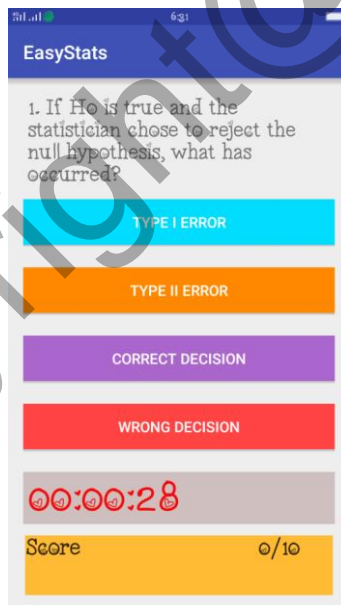 6:31
EasyStats
1. If Ho is true and the
statistician chose to reject the
null hypothesis, what has
occurred?
TYPE I ERROR
TYPE II ERROR
CORRECT DECISION
WRONG DECISION
00:00:28
Score 0/10